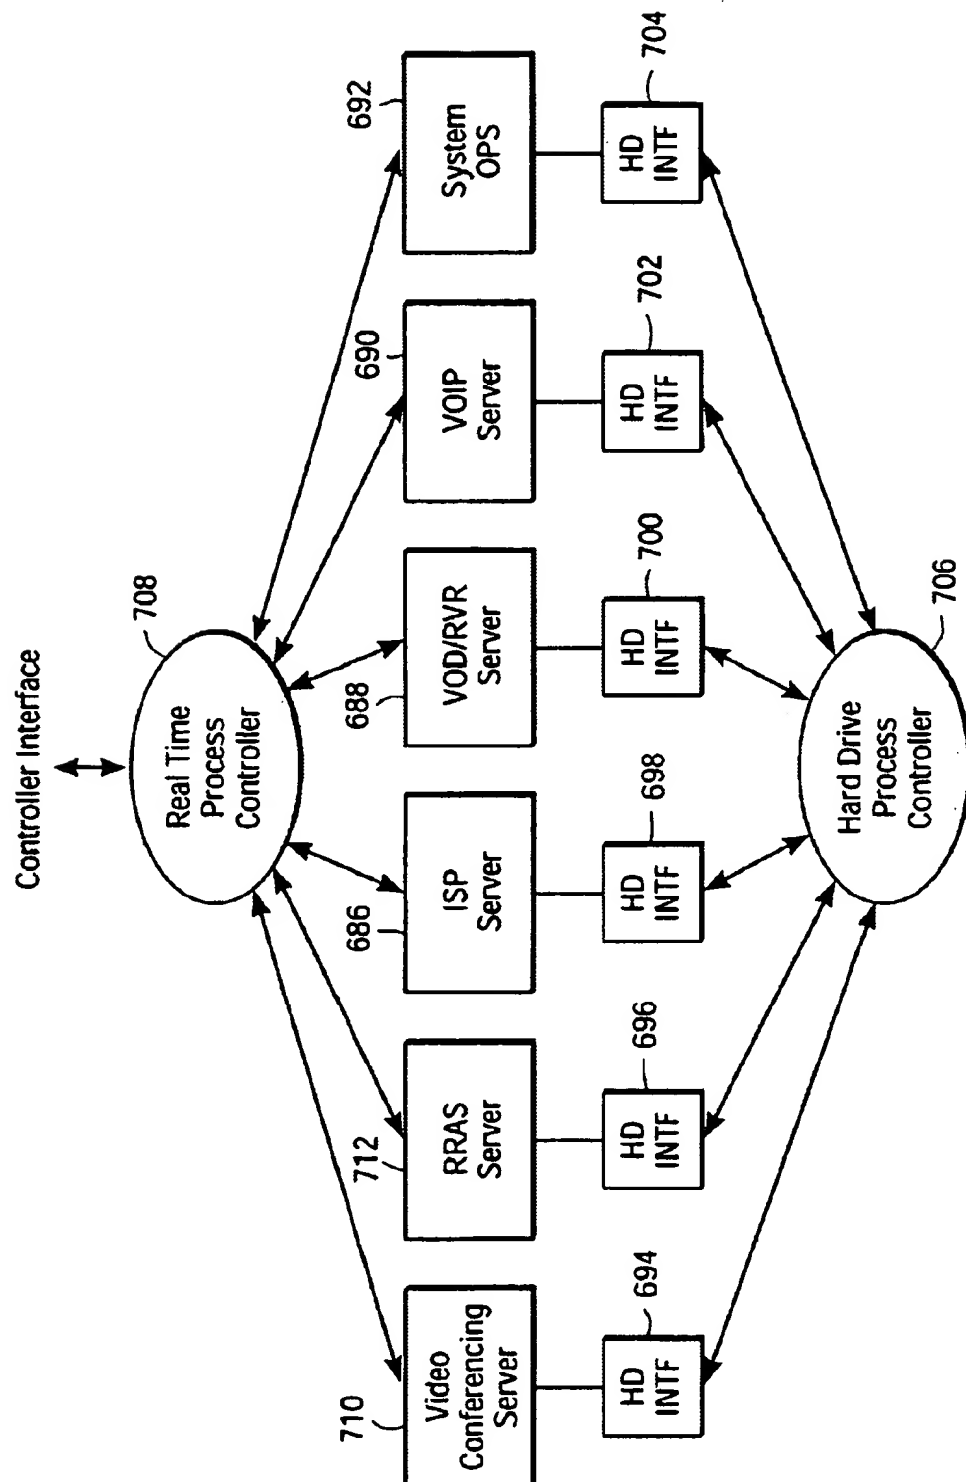 Controller Interface
708
Real Time
Process
Controller
710
Video
Conferencing
Server
712
RRAS
Server
686
ISP
Server
688
VOD/RVR
Server
690
VOIP
Server
692
System
OPS
HD
INTF
694
HD
INTF
696
HD
INTF
698
HD
INTF
700
HD
INTF
702
HD
INTF
704
Hard Drive
Process
Controller
706